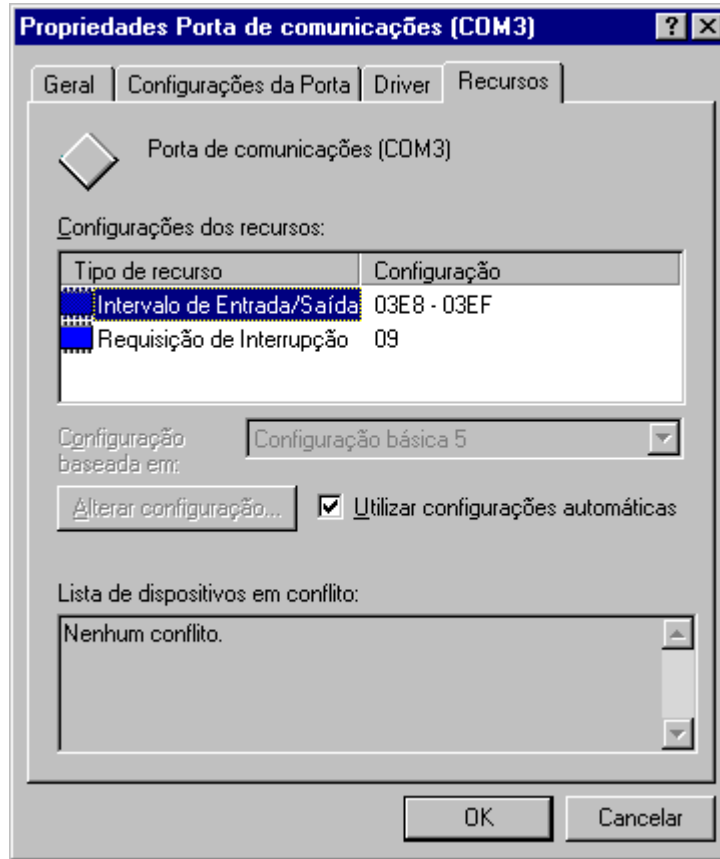 Propriedades Porta de comunicações (COM3)
Geral Configurações da Porta Driver Recursos
Porta de comunicações (COM3)
Configurações dos recursos:
Tipo de recurso Configuração
Intervalo de Entrada/Saída 03E8 - 03EF
Requisição de Interrupção 09
Configuração baseada em: Configuração básica 5
Alterar configuração... Utilizar configurações automáticas
Lista de dispositivos em conflito:
Nenhum conflito.
OK Cancelar